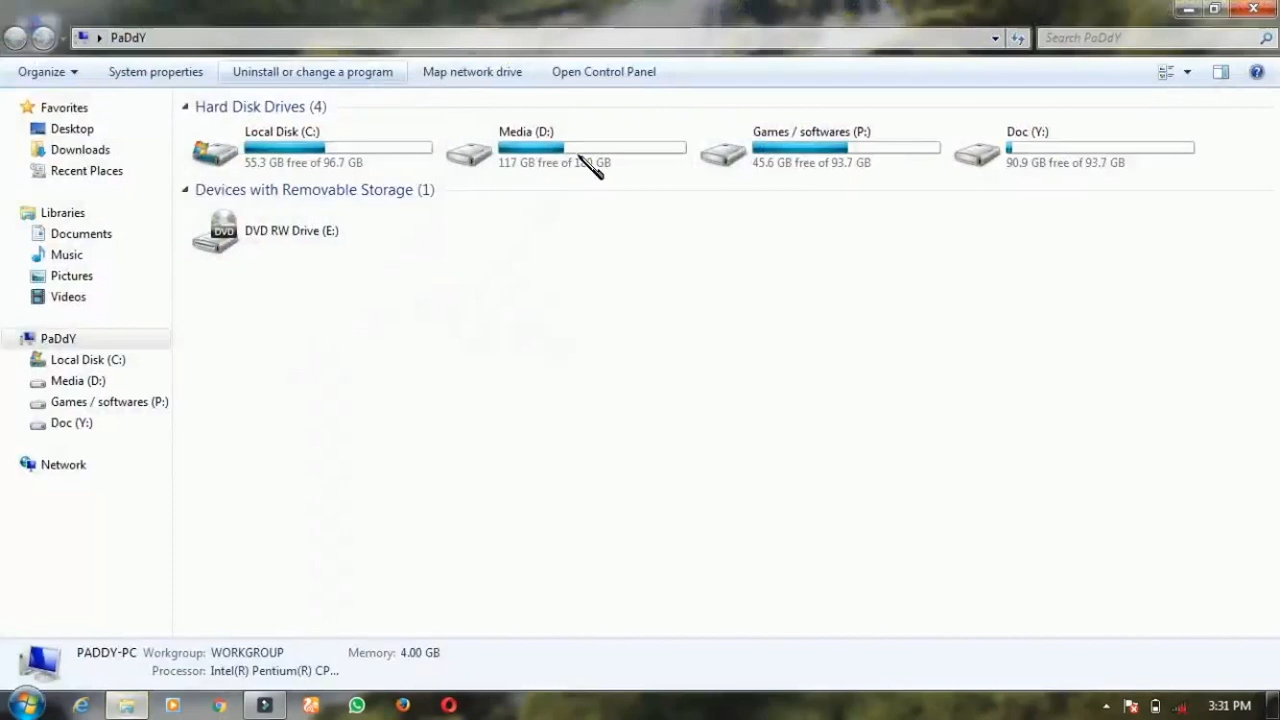 PaDdY
Search PaDdY
Organize
System properties
Uninstall or change a program
Map network drive
Open Control Panel
Favorites
Desktop
Downloads
Recent Places
Libraries
Documents
Music
Pictures
Videos
PaDdY
Local Disk (C:)
Media (D:)
Games / softwares (P:)
Doc (Y:)
Network
Hard Disk Drives (4)
Local Disk (C:)
55.3 GB free of 96.7 GB
Media (D:)
117 GB free of GB
Games / softwares (P:)
45.6 GB free of 93.7 GB
Doc (Y:)
90.9 GB free of 93.7 GB
Devices with Removable Storage (1)
DVD
DVD RW Drive (E:)
PADDY-PC Workgroup: WORKGROUP Memory: 4.00 GB
Processor: Intel(R) Pentium(R) CP...
3:31 PM